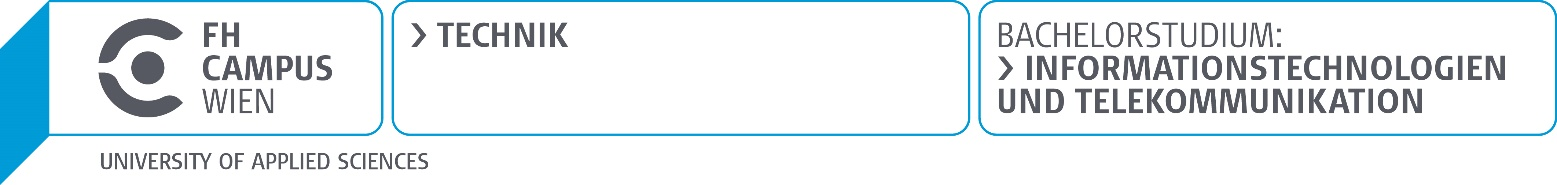 FH
CAMPUS
WIEN
› TECHNIK
BACHELORSTUDIUM:
› INFORMATIONSTECHNOLOGIEN
UND TELEKOMMUNIKATION
UNIVERSITY OF APPLIED SCIENCES